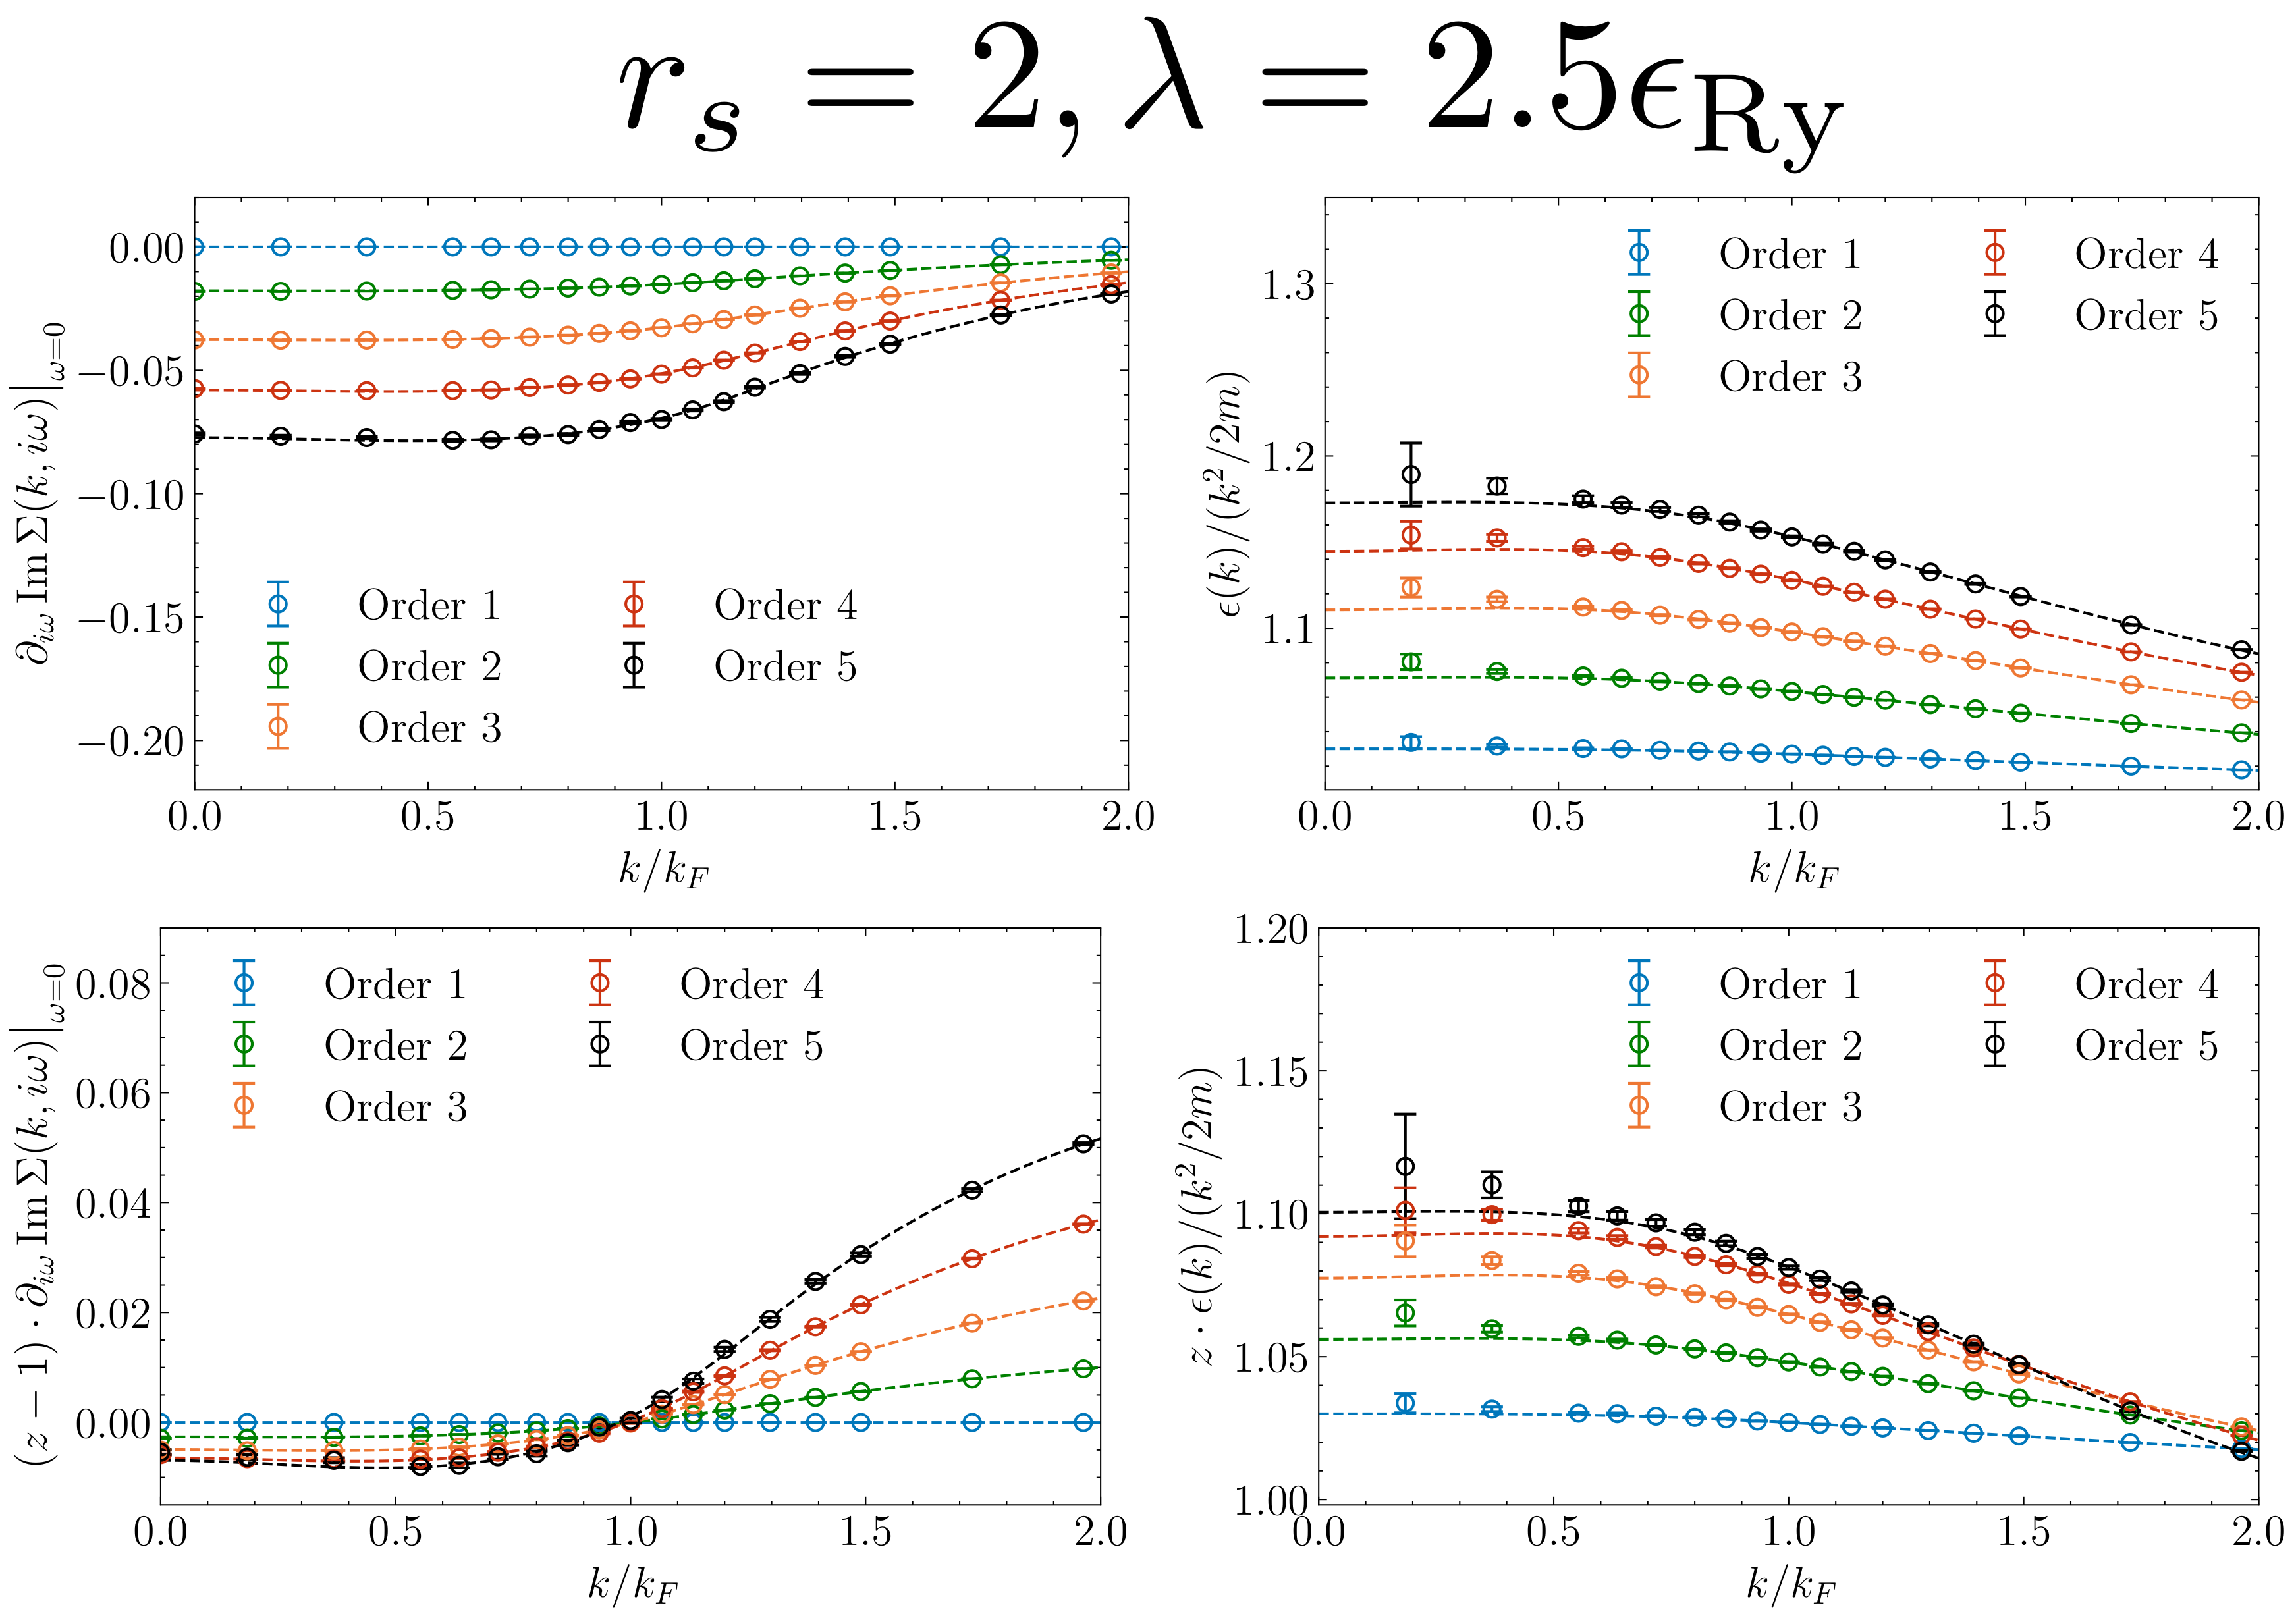 r_s = 2, λ = 2.5ϵ_Ry
∂_{iω} Im Σ(k, iω)|_{ω=0}
0.00
−0.05
−0.10
−0.15
−0.20
Order 1
Order 2
Order 3
Order 4
Order 5
0.0 0.5 1.0 1.5 2.0
k/k_F
ϵ(k)/(k²/2m)
1.3
1.2
1.1
Order 1
Order 2
Order 3
Order 4
Order 5
0.0 0.5 1.0 1.5 2.0
k/k_F
(z − 1) · ∂_{iω} Im Σ(k, iω)|_{ω=0}
0.08
0.06
0.04
0.02
0.00
Order 1
Order 2
Order 3
Order 4
Order 5
0.0 0.5 1.0 1.5 2.0
k/k_F
z · ϵ(k)/(k²/2m)
1.20
1.15
1.10
1.05
1.00
Order 1
Order 2
Order 3
Order 4
Order 5
0.0 0.5 1.0 1.5 2.0
k/k_F